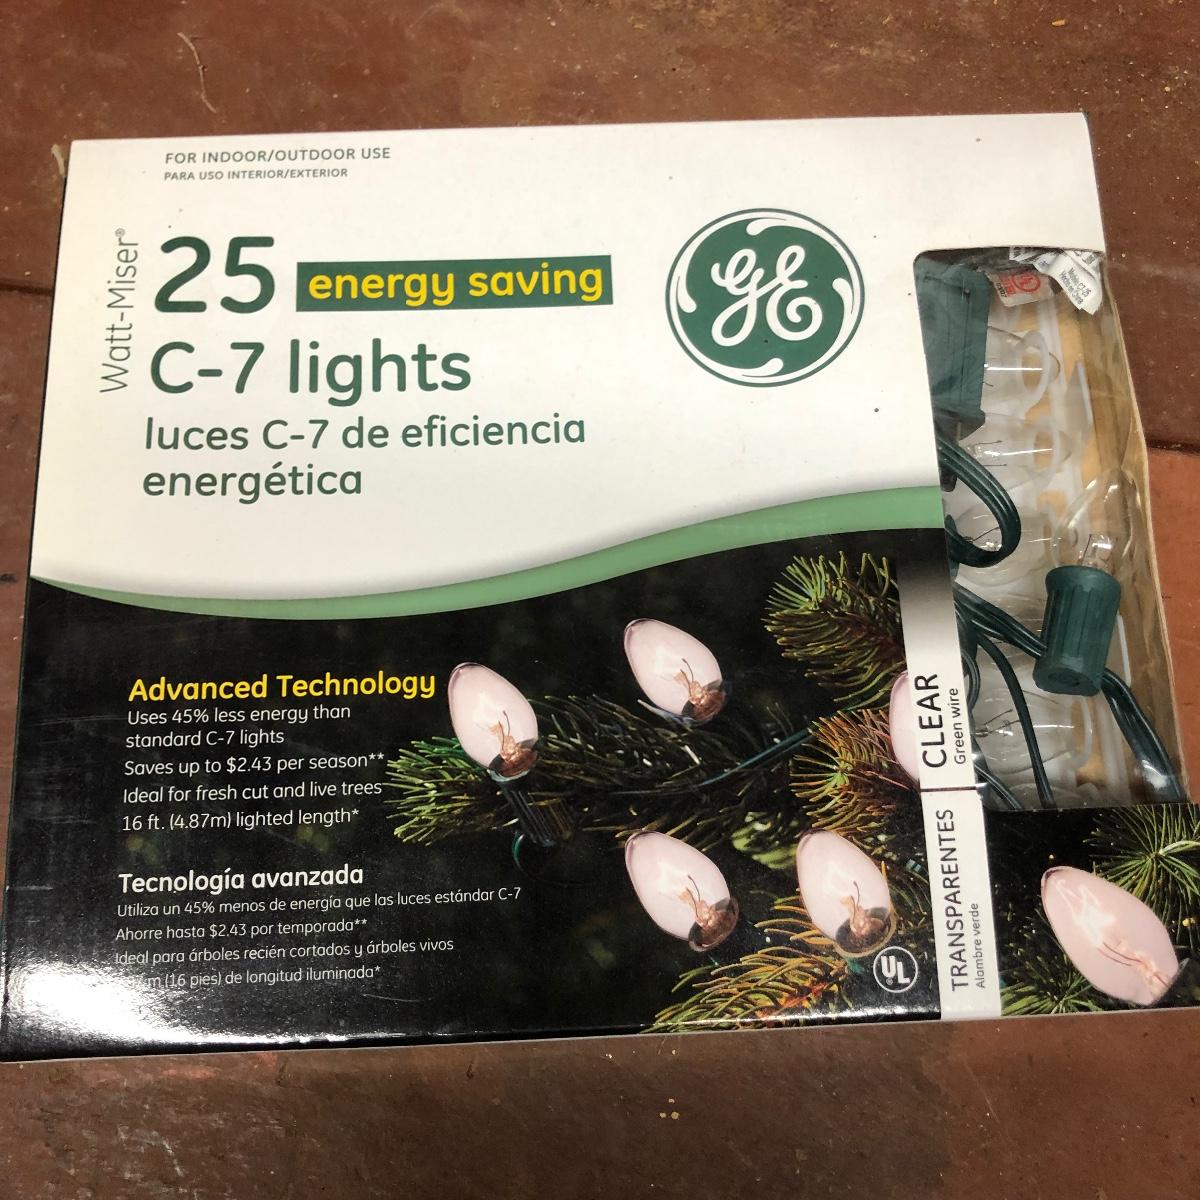 FOR INDOOR/OUTDOOR USE
PARA USO INTERIOR/EXTERIOR
Watt-Miser®
25 energy saving
C-7 lights
luces C-7 de eficiencia
energética
GE
Advanced Technology
Uses 45% less energy than
standard C-7 lights
Saves up to $2.43 per season**
Ideal for fresh cut and live trees
16 ft. (4.87m) lighted length*
Tecnología avanzada
Utiliza un 45% menos de energía que las luces estándar C-7
Ahorre hasta $2.43 por temporada**
Ideal para árboles recién cortados y árboles vivos
m (16 pies) de longitud iluminada*
UL
CLEAR
Green wire
TRANSPARENTES
Alambre verde